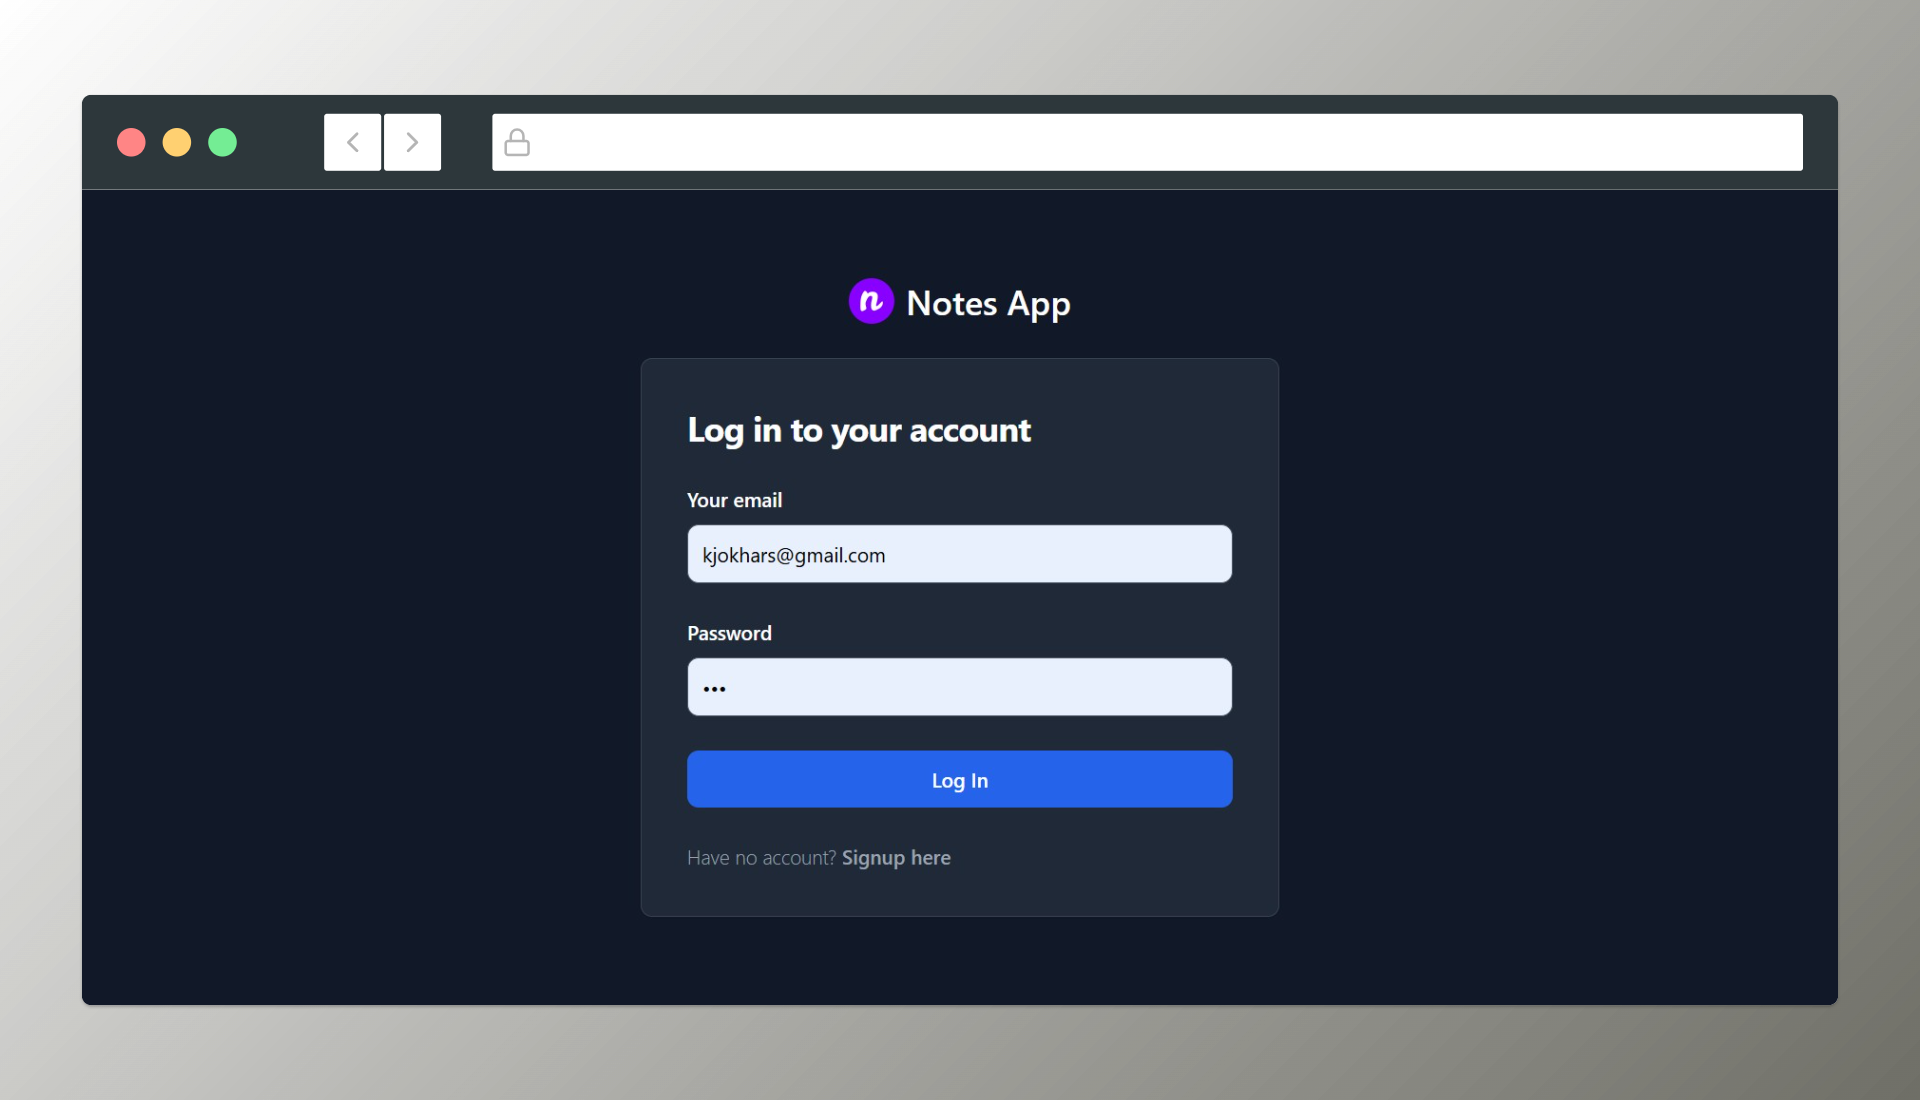 n Notes App
Log in to your account
Your email
kjokhars@gmail.com
Password
•••
Log In
Have no account? Signup here